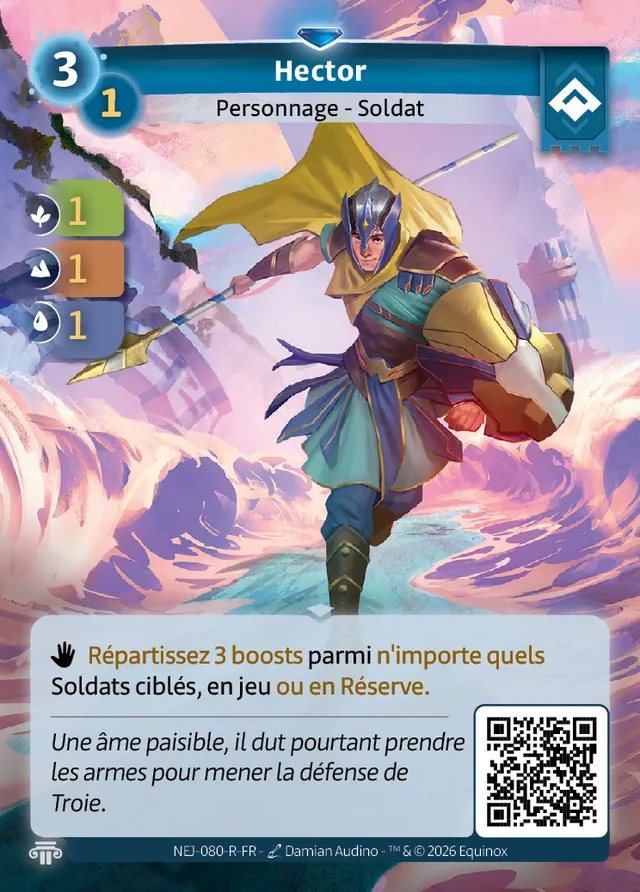 3
Hector
1
Personnage - Soldat
1
1
1
Répartissez 3 boosts parmi n'importe quels
Soldats ciblés, en jeu ou en Réserve.
Une âme paisible, il dut pourtant prendre
les armes pour mener la défense de
Troie.
NEJ-080-R-FR - Damian Audino - ™ & © 2026 Equinox